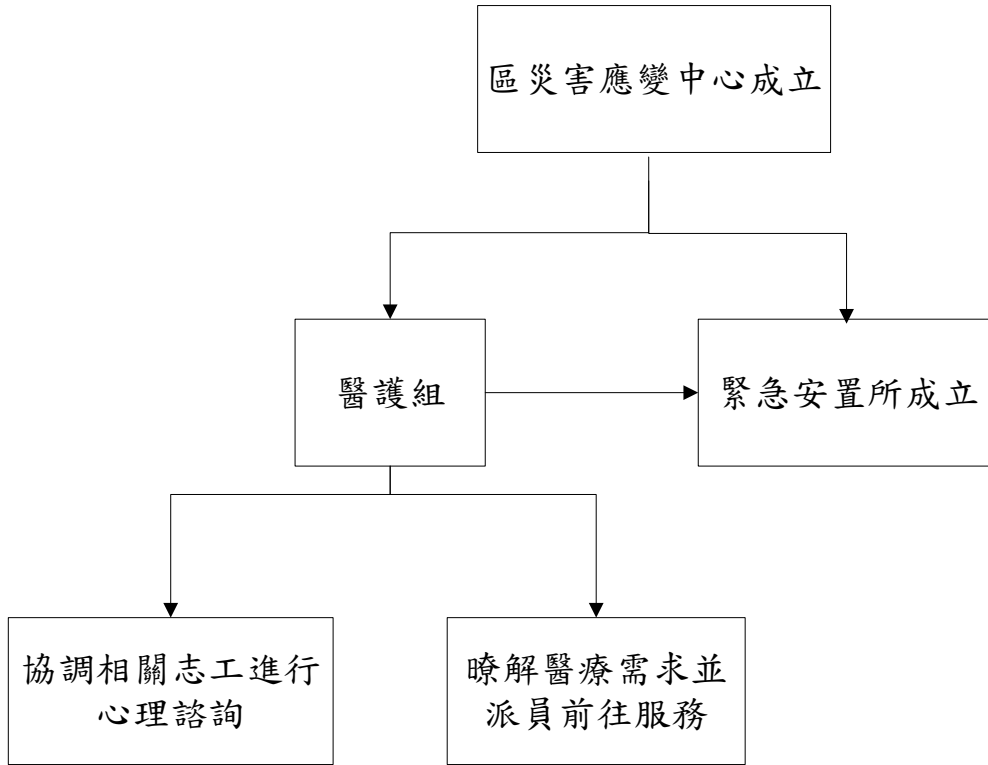 區災害應變中心成立
醫護組
緊急安置所成立
協調相關志工進行
心理諮詢
瞭解醫療需求並
派員前往服務